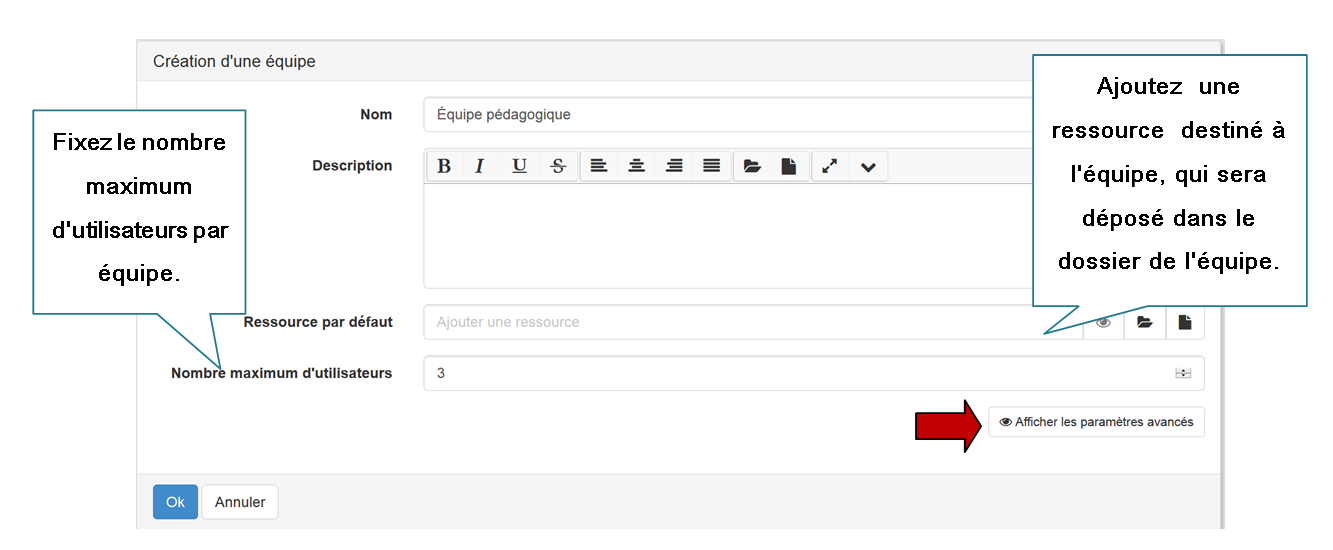 Création d'une équipe
Nom
Équipe pédagogique
Description
B I U S
Ressource par défaut
Ajouter une ressource
Nombre maximum d'utilisateurs
3
Afficher les paramètres avancés
Ok
Annuler
Fixez le nombre
maximum
d'utilisateurs par
équipe.
Ajoutez une
ressource destiné à
l'équipe, qui sera
déposé dans le
dossier de l'équipe.